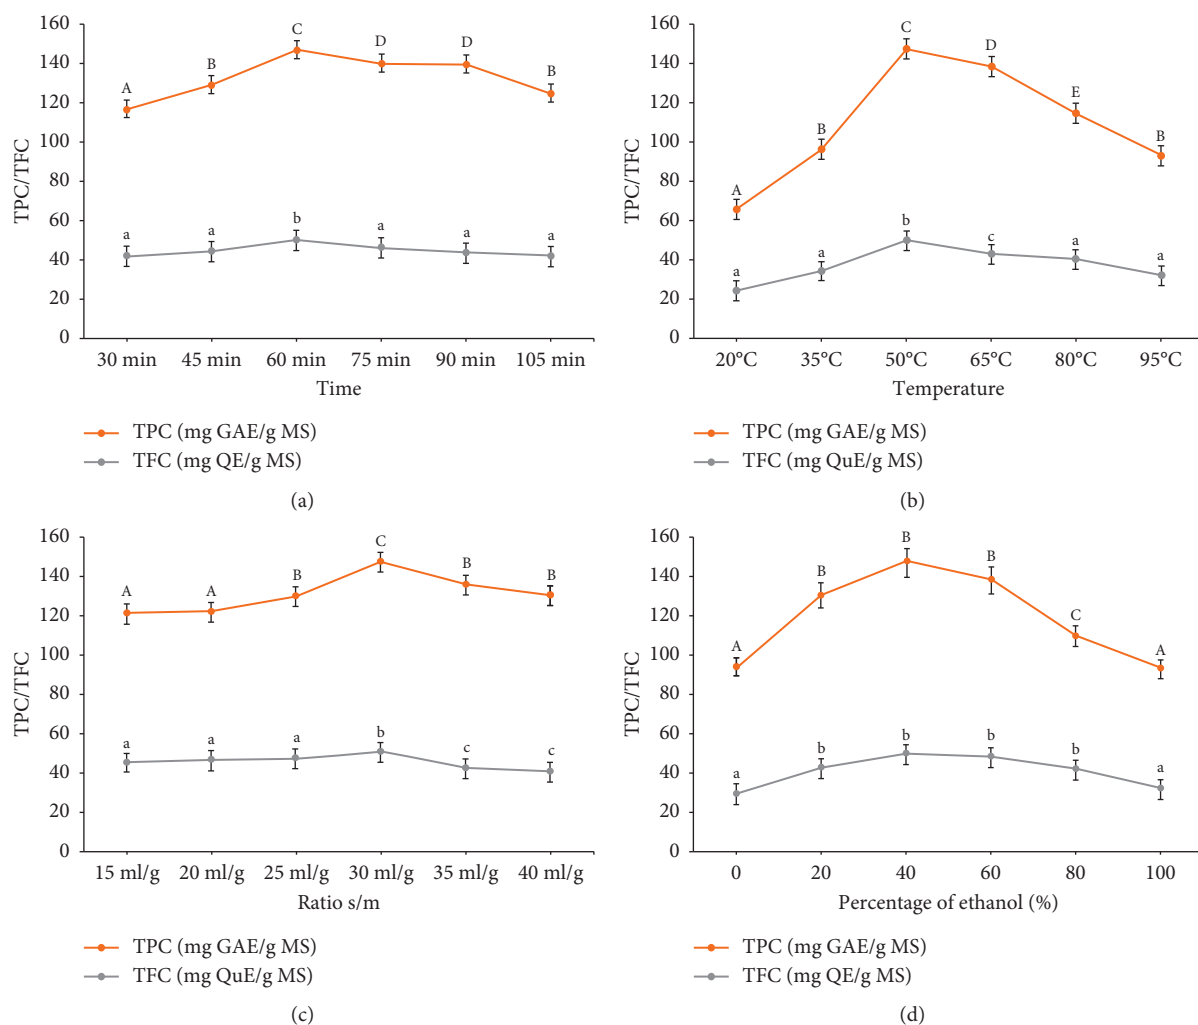 160
140
120
100
80
60
40
20
0
TPC/TFC
A
B
C
D
D
B
a
a
b
a
a
a
30 min 45 min 60 min 75 min 90 min 105 min
Time
TPC (mg GAE/g MS)
TFC (mg QE/g MS)
(a)
160
140
120
100
80
60
40
20
0
TPC/TFC
A
B
C
D
E
B
a
a
b
c
a
a
20°C 35°C 50°C 65°C 80°C 95°C
Temperature
TPC (mg GAE/g MS)
TFC (mg QuE/g MS)
(b)
160
140
120
100
80
60
40
20
0
TPC/TFC
A
A
B
C
B
B
a
a
a
b
c
c
15 ml/g 20 ml/g 25 ml/g 30 ml/g 35 ml/g 40 ml/g
Ratio s/m
TPC (mg GAE/g MS)
TFC (mg QuE/g MS)
(c)
160
140
120
100
80
60
40
20
0
TPC/TFC
A
B
B
B
C
A
a
b
b
b
b
a
0 20 40 60 80 100
Percentage of ethanol (%)
TPC (mg GAE/g MS)
TFC (mg QE/g MS)
(d)